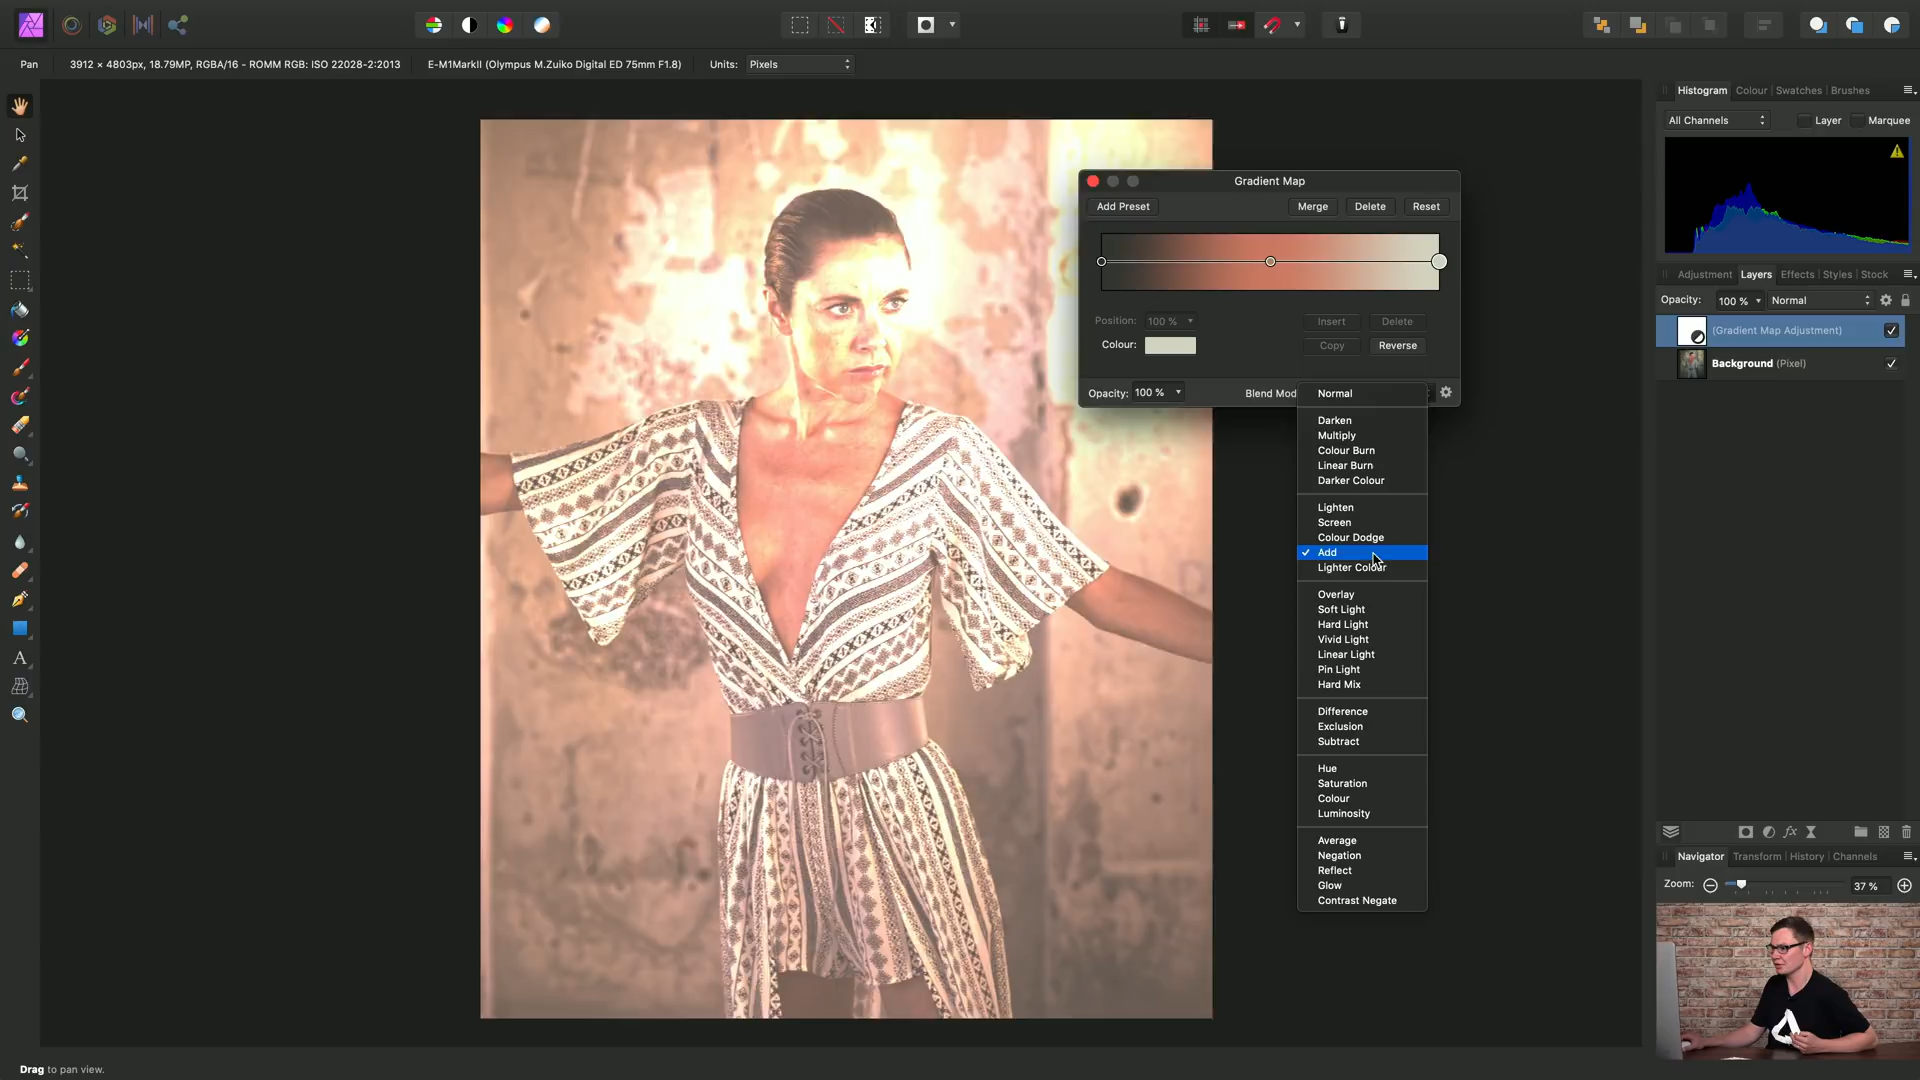 Pan
3912 × 4803px, 18.79MP, RGBA/16 - ROMM RGB: ISO 22028-2:2013
E-M1MarkII (Olympus M.Zuiko Digital ED 75mm F1.8)
Units:
Pixels
Histogram
Colour
Swatches
Brushes
All Channels
Layer
Marquee
Gradient Map
Add Preset
Merge
Delete
Reset
Position:
100 %
Insert
Delete
Colour:
Copy
Reverse
Opacity:
100 %
Blend Mod
Normal
Darken
Multiply
Colour Burn
Linear Burn
Darker Colour
Lighten
Screen
Colour Dodge
Add
Lighter Colour
Overlay
Soft Light
Hard Light
Vivid Light
Linear Light
Pin Light
Hard Mix
Difference
Exclusion
Subtract
Hue
Saturation
Colour
Luminosity
Average
Negation
Reflect
Glow
Contrast Negate
Adjustment
Layers
Effects
Styles
Stock
Opacity:
100 %
Normal
(Gradient Map Adjustment)
Background (Pixel)
fx
Navigator
Transform
History
Channels
Zoom:
37 %
A
Drag to pan view.